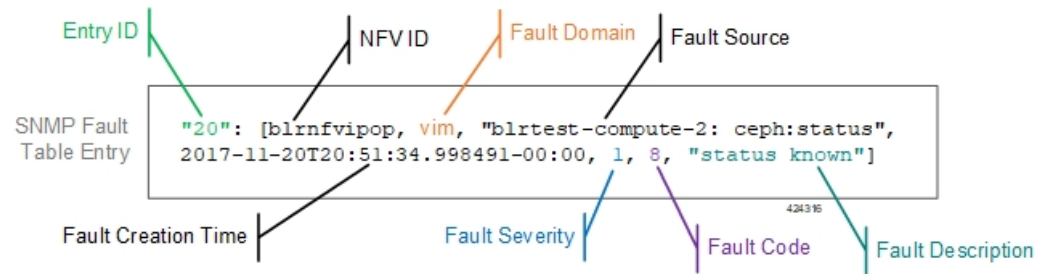 Entry ID
NFV ID
Fault Domain
Fault Source
SNMP Fault
Table Entry
"20": [blrnfvipop, vim, "blrtest-compute-2: ceph:status",
2017-11-20T20:51:34.998491-00:00, 1, 8, "status known"]
424316
Fault Creation Time
Fault Severity
Fault Code
Fault Description